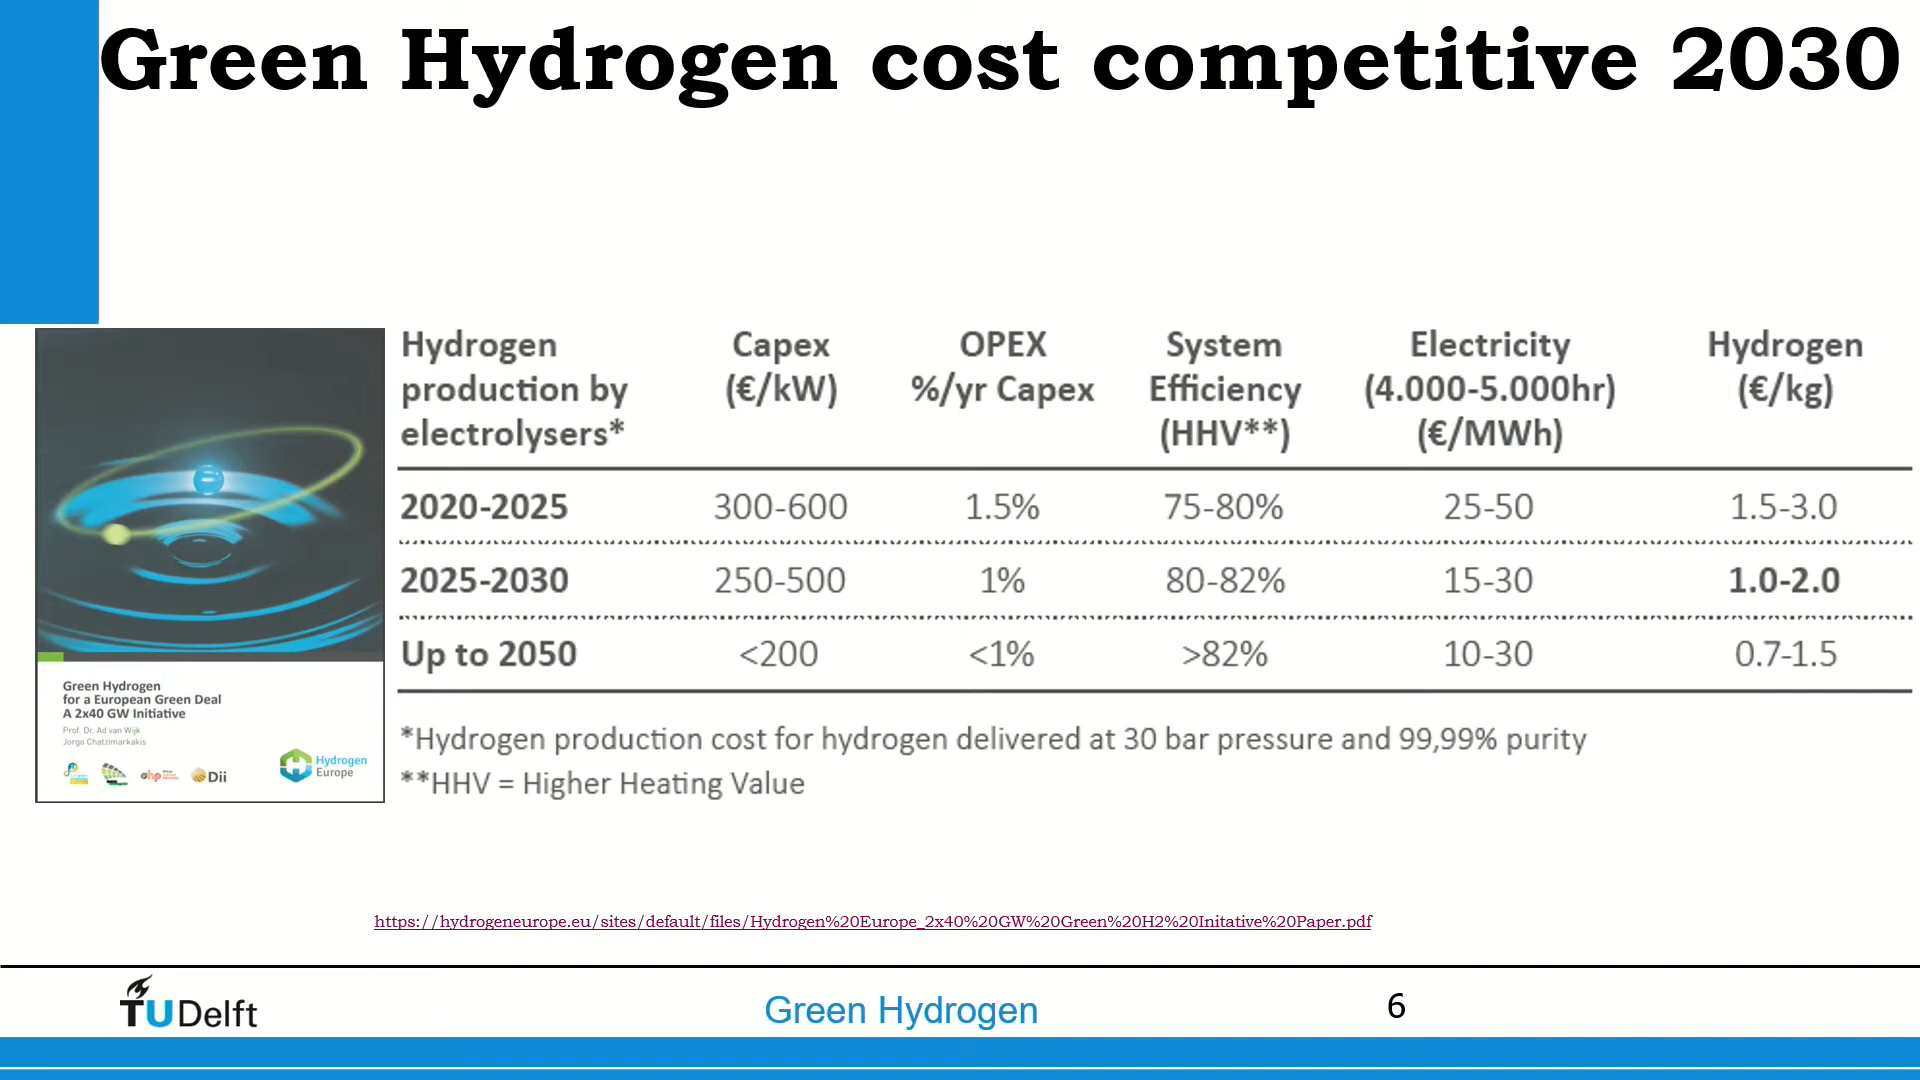 Green Hydrogen cost competitive 2030
Hydrogen production by electrolysers* Capex (€/kW) OPEX %/yr Capex System Efficiency (HHV**) Electricity (4.000-5.000hr) (€/MWh) Hydrogen (€/kg)
2020-2025 300-600 1.5% 75-80% 25-50 1.5-3.0
2025-2030 250-500 1% 80-82% 15-30 1.0-2.0
Up to 2050 <200 <1% >82% 10-30 0.7-1.5
*Hydrogen production cost for hydrogen delivered at 30 bar pressure and 99,99% purity
**HHV = Higher Heating Value
Green Hydrogen
for a European Green Deal
A 2x40 GW Initiative
Prof. Dr. Ad van Wijk
Jorgo Chatzimarkakis
Dii
Hydrogen
Europe
https://hydrogeneurope.eu/sites/default/files/Hydrogen%20Europe_2x40%20GW%20Green%20H2%20Initative%20Paper.pdf
TU Delft
Green Hydrogen
6